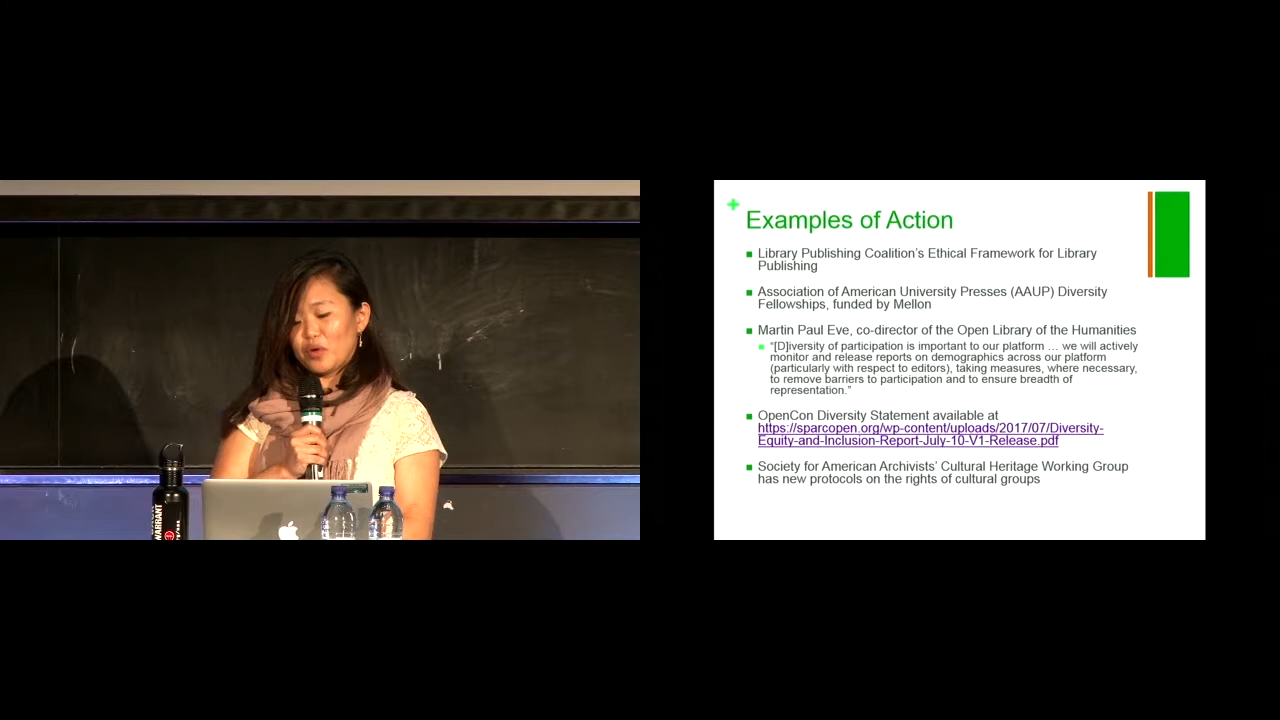 +
Examples of Action
Library Publishing Coalition’s Ethical Framework for Library
Publishing
Association of American University Presses (AAUP) Diversity
Fellowships, funded by Mellon
Martin Paul Eve, co-director of the Open Library of the Humanities
“[D]iversity of participation is important to our platform … we will actively
monitor and release reports on demographics across our platform
(particularly with respect to editors), taking measures, where necessary,
to remove barriers to participation and to ensure breadth of
representation.”
OpenCon Diversity Statement available at
https://sparcopen.org/wp-content/uploads/2017/07/Diversity-
Equity-and-Inclusion-Report-July-10-V1-Release.pdf
Society for American Archivists’ Cultural Heritage Working Group
has new protocols on the rights of cultural groups
WARRANT